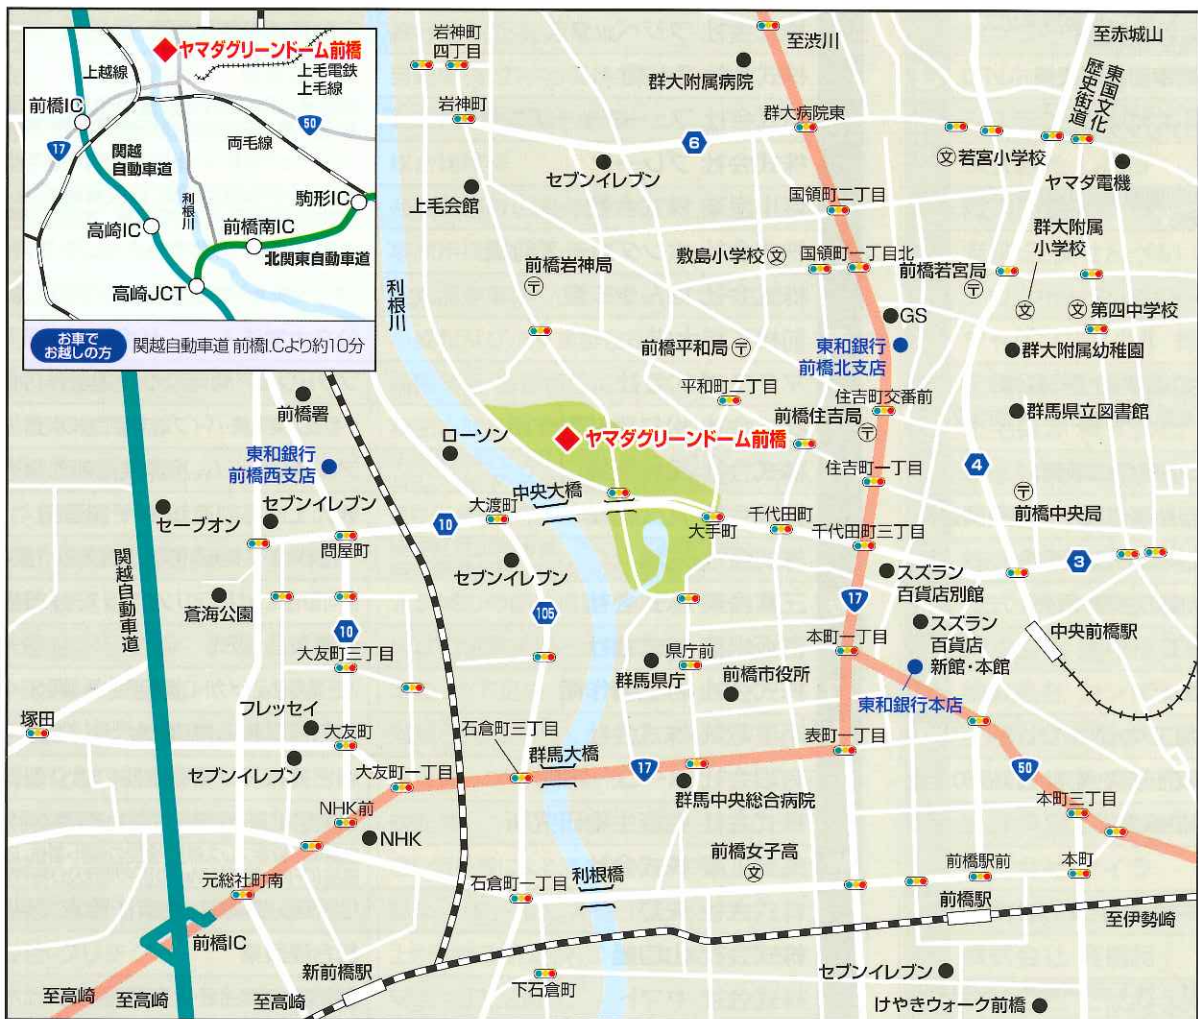 ヤマダグリーンドーム前橋
上越線
上毛電鉄
上毛線
前橋IC
50
17
両毛線
関越
自動車道
利根川
駒形IC
前橋南IC
高崎IC
北関東自動車道
高崎JCT
お車で
お越しの方
関越自動車道 前橋I.Cより約10分
岩神町
四丁目
至渋川
至赤城山
群大附属病院
東国文化
歴史街道
岩神町
群大病院東
6
文
若宮小学校
セブンイレブン
ヤマダ電機
上毛会館
国領町二丁目
群大附属
小学校
前橋岩神局
〒
敷島小学校
文
国領町一丁目北
前橋若宮局
〒
利根川
文
文
第四中学校
GS
前橋平和局
〒
東和銀行
前橋北支店
群大附属幼稚園
平和町二丁目
住吉町交番前
前橋署
前橋住吉局
〒
群馬県立図書館
ローソン
ヤマダグリーンドーム前橋
東和銀行
前橋西支店
住吉町一丁目
4
〒
前橋中央局
セーブオン
セブンイレブン
大渡町
中央大橋
10
大手町
千代田町
千代田町三丁目
問屋町
関越自動車道
セブンイレブン
3
スズラン
百貨店別館
蒼海公園
105
17
10
スズラン
百貨店
新館・本館
中央前橋駅
大友町三丁目
県庁前
本町一丁目
群馬県庁
前橋市役所
東和銀行本店
塚田
フレッセイ
大友町
石倉町三丁目
群馬大橋
表町一丁目
セブンイレブン
大友町一丁目
17
50
群馬中央総合病院
NHK前
本町三丁目
NHK
前橋女子高
文
前橋駅前
本町
元総社町南
石倉町一丁目
利根橋
前橋駅
至伊勢崎
前橋IC
新前橋駅
至高崎
至高崎
至高崎
下石倉町
セブンイレブン
けやきウォーク前橋